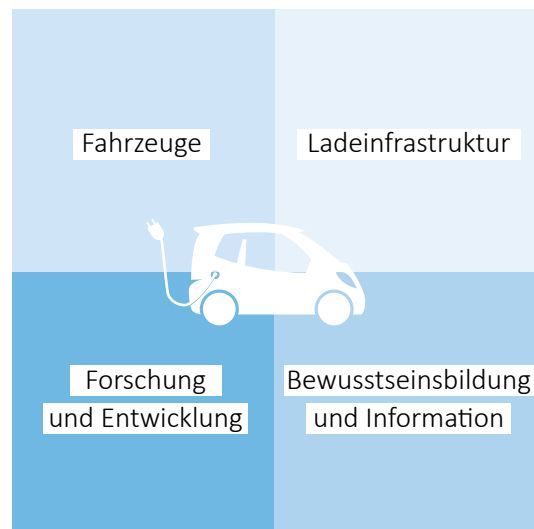 Fahrzeuge
Ladeinfrastruktur
Forschung
und Entwicklung
Bewusstseinsbildung
und Information